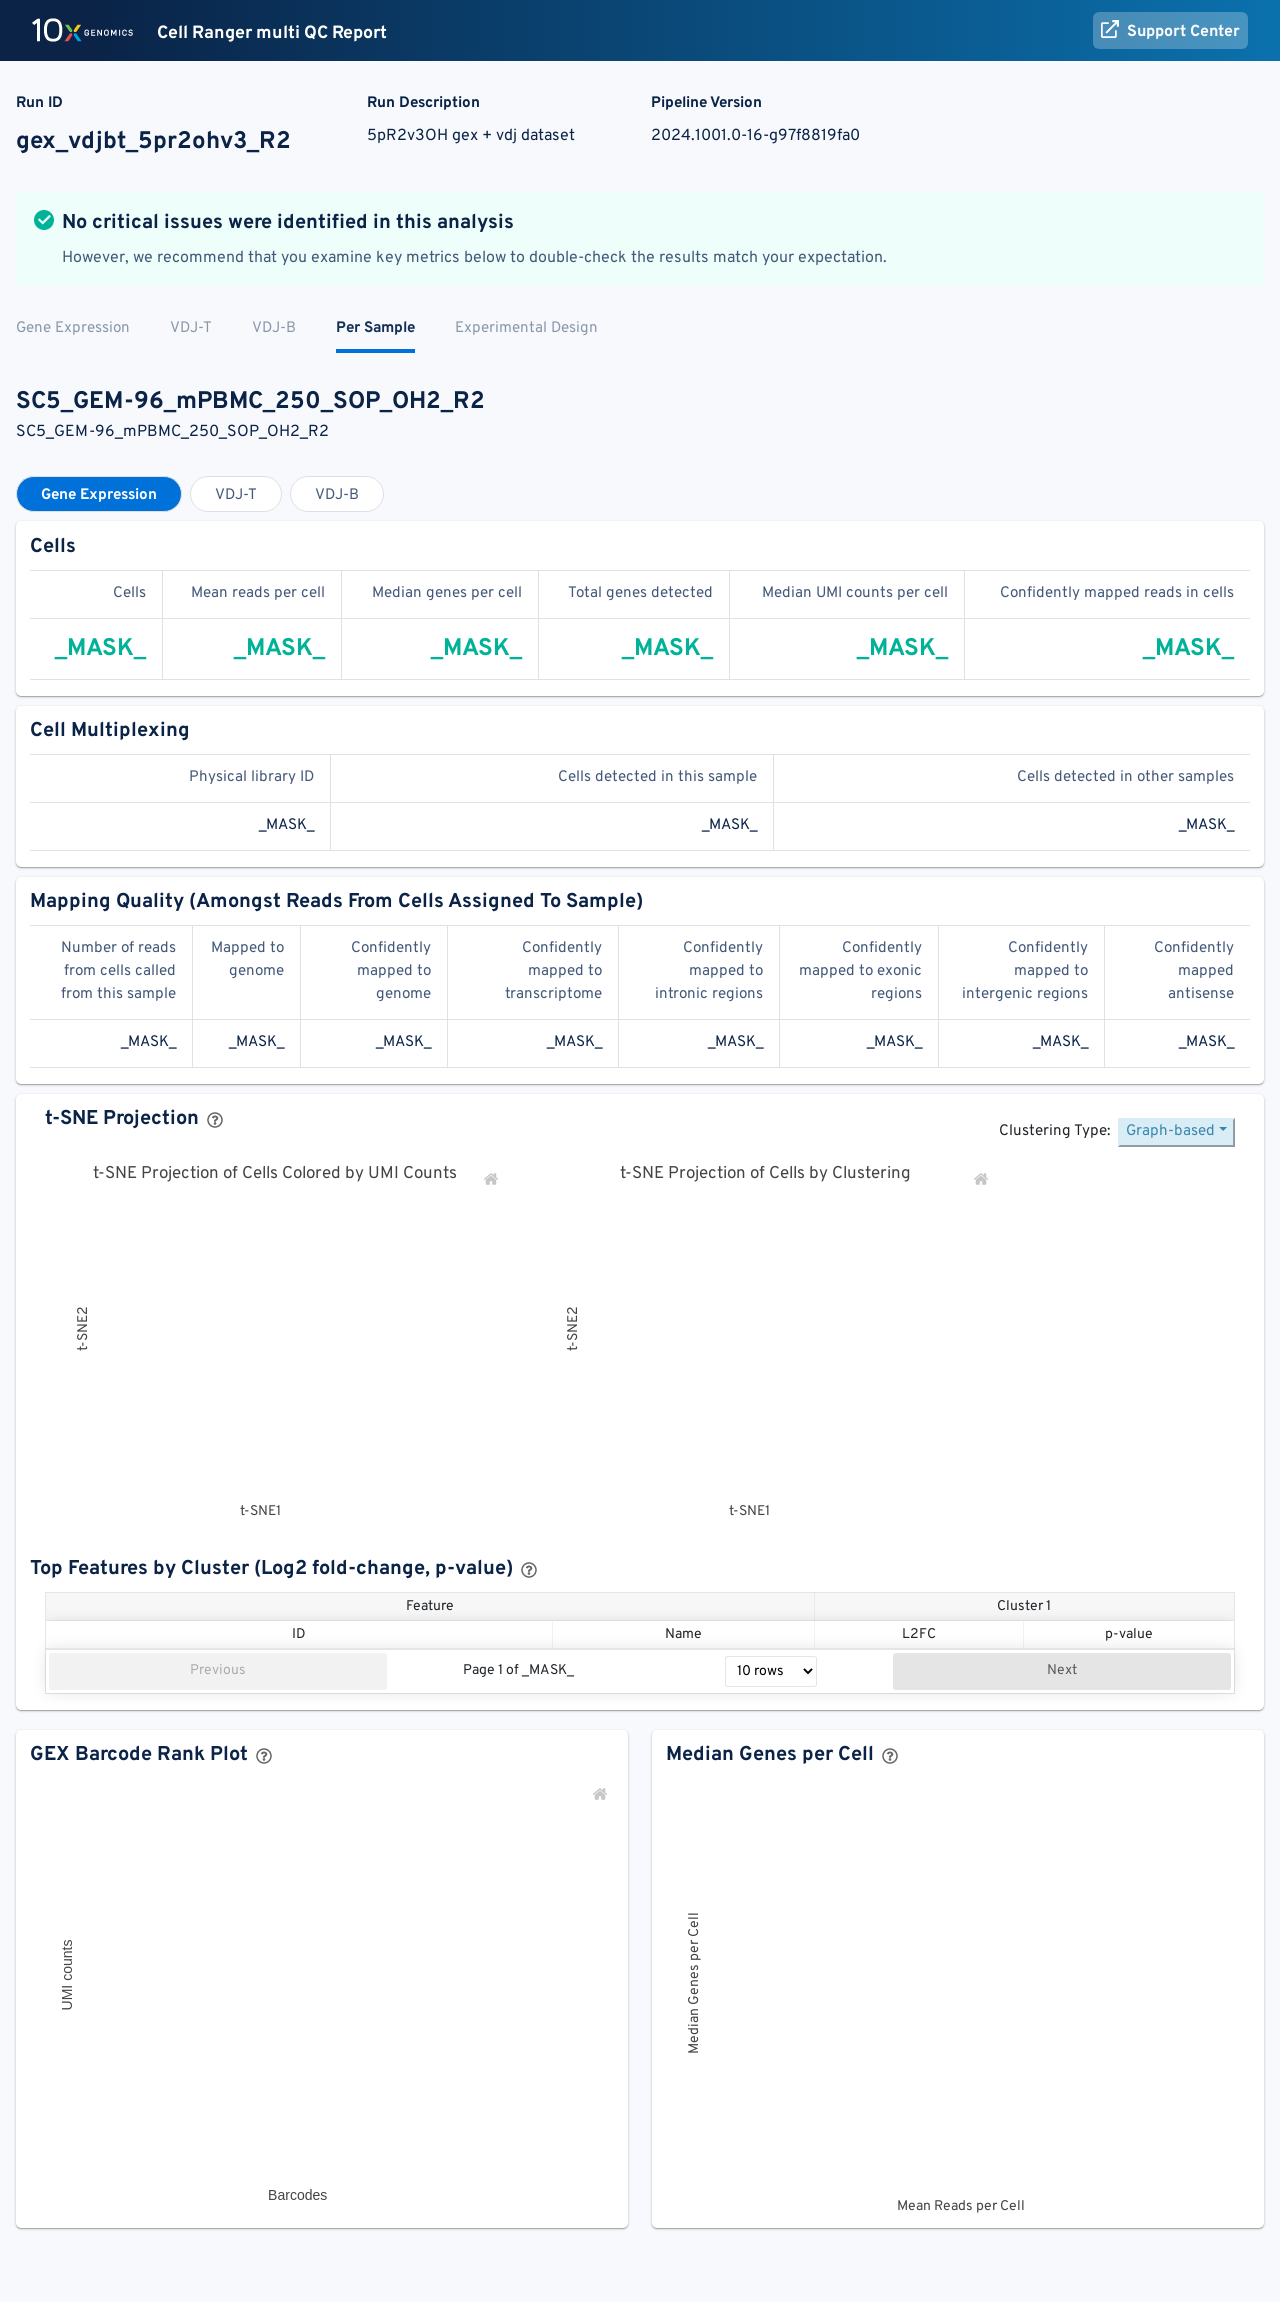 10x GENOMICS Cell Ranger multi QC Report Support Center
Run ID Run Description Pipeline Version
gex_vdjbt_5pr2ohv3_R2 5pR2v3OH gex + vdj dataset 2024.1001.0-16-g97f8819fa0
No critical issues were identified in this analysis
However, we recommend that you examine key metrics below to double-check the results match your expectation.
Gene Expression VDJ-T VDJ-B Per Sample Experimental Design
SC5_GEM-96_mPBMC_250_SOP_OH2_R2
SC5_GEM-96_mPBMC_250_SOP_OH2_R2
Gene Expression VDJ-T VDJ-B
Cells
Cells Mean reads per cell Median genes per cell Total genes detected Median UMI counts per cell Confidently mapped reads in cells
_MASK_ _MASK_ _MASK_ _MASK_ _MASK_ _MASK_
Cell Multiplexing
Physical library ID Cells detected in this sample Cells detected in other samples
_MASK_ _MASK_ _MASK_
Mapping Quality (Amongst Reads From Cells Assigned To Sample)
Number of reads Mapped to Confidently Confidently Confidently Confidently Confidently Confidently
from cells called genome mapped to mapped to mapped to mapped to exonic mapped to mapped
from this sample genome transcriptome intronic regions regions intergenic regions antisense
_MASK_ _MASK_ _MASK_ _MASK_ _MASK_ _MASK_ _MASK_ _MASK_
t-SNE Projection
Clustering Type: Graph-based
t-SNE Projection of Cells Colored by UMI Counts t-SNE Projection of Cells by Clustering
t-SNE2 t-SNE2
t-SNE1 t-SNE1
Top Features by Cluster (Log2 fold-change, p-value)
Feature Cluster 1
ID Name L2FC p-value
Previous Page 1 of _MASK_ 10 rows Next
GEX Barcode Rank Plot Median Genes per Cell
UMI counts Median Genes per Cell
Barcodes Mean Reads per Cell